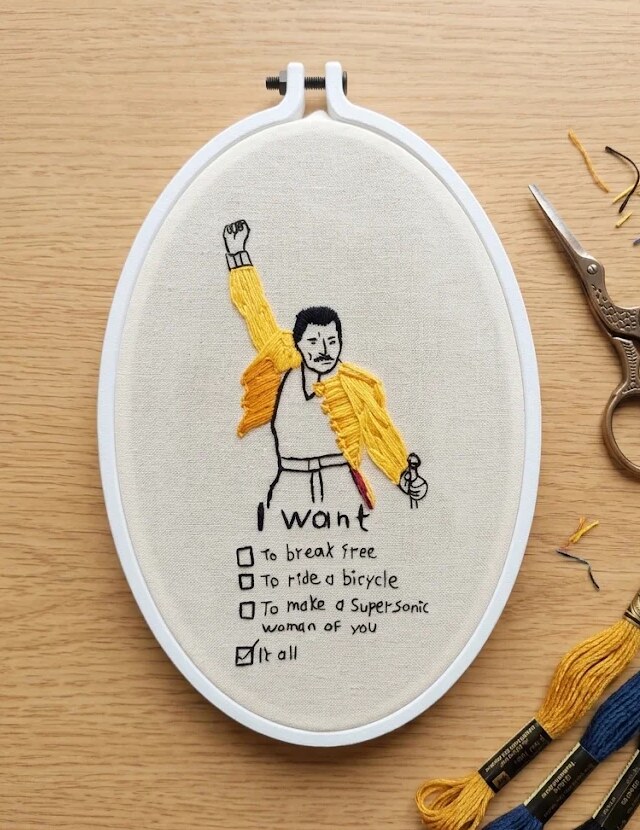 I want
To break free
To ride a bicycle
To make a Supersonic
woman of you
It all